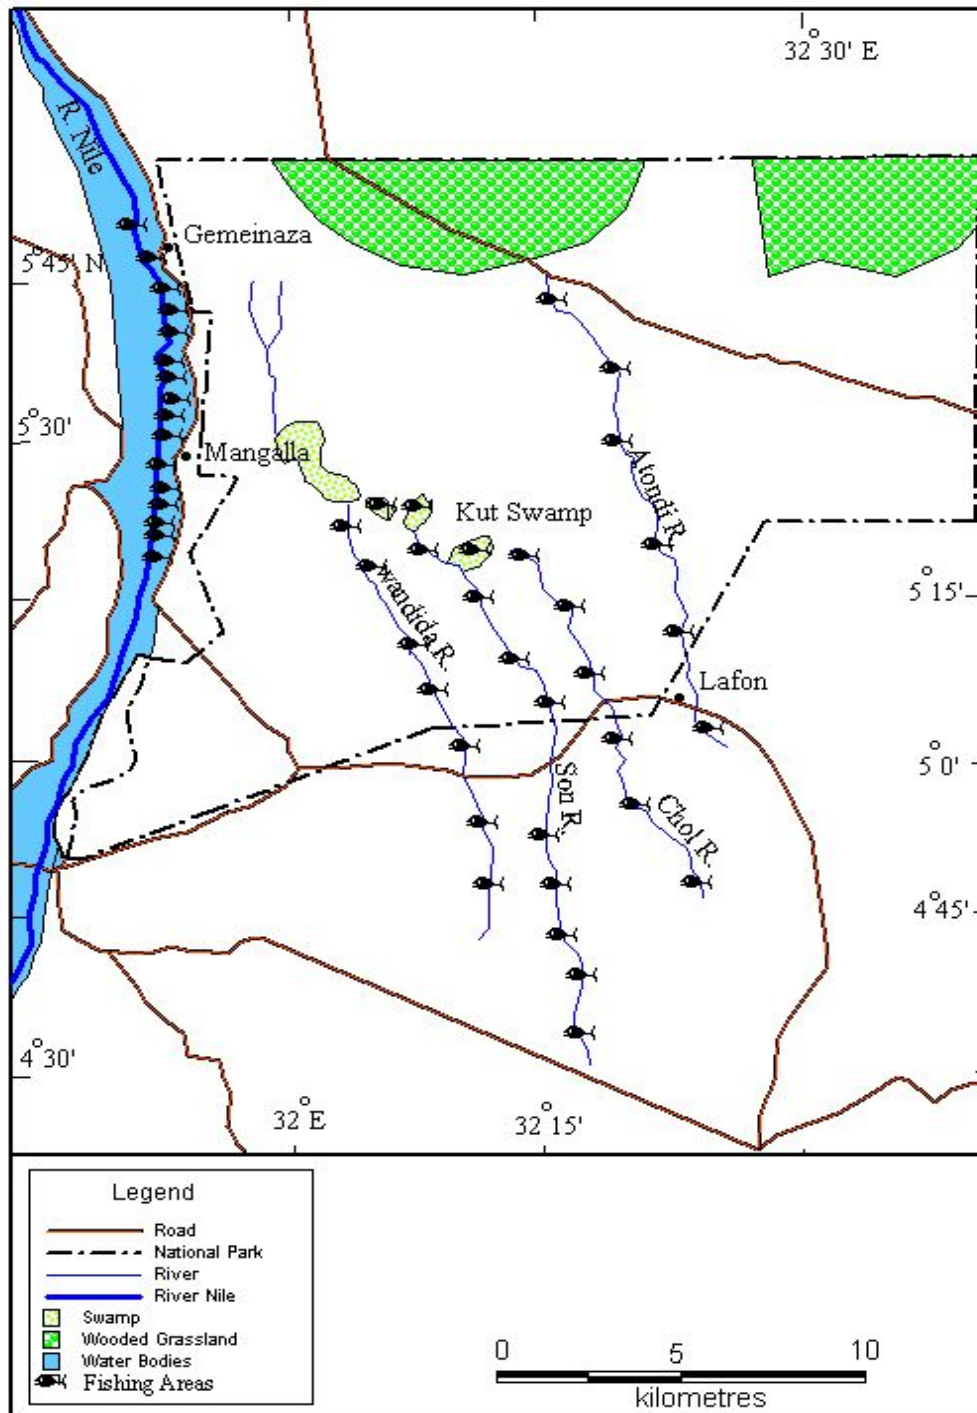 32° 30' E
R. Nile
Gemeinaza
5° 45' N
5° 30'
Mangalla
Kut Swamp
Atondi R.
5° 15'
wandida R.
Lafon
5° 0'
Son R.
Chol R.
4° 45'
4° 30'
32° E
32° 15'
Legend
Road
National Park
River
River Nile
Swamp
Wooded Grassland
Water Bodies
Fishing Areas
0 5 10
kilometres